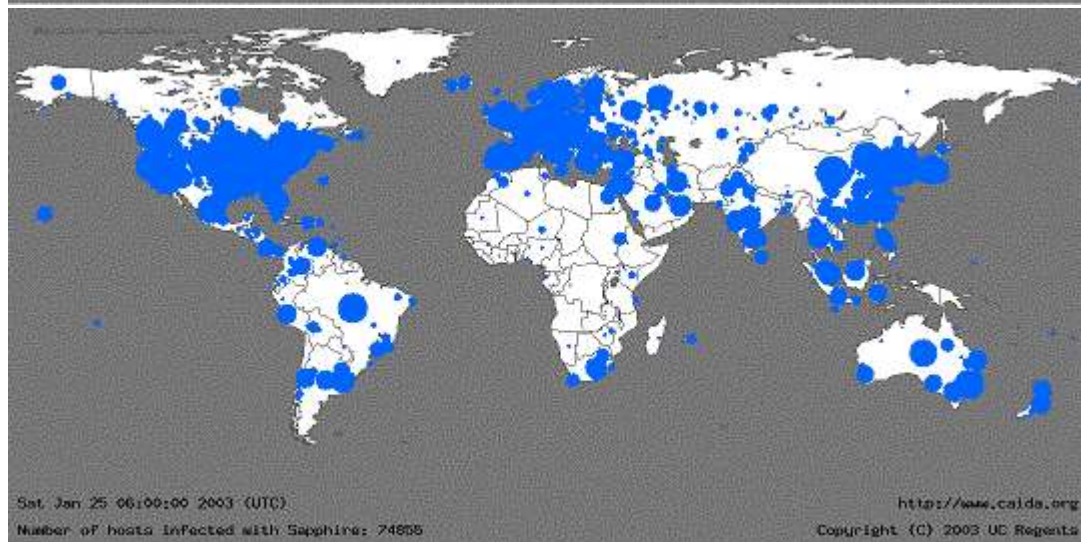 Sat Jan 25 06:00:00 2003 (UTC)
http://www.caida.org
Number of hosts infected with Sapphire: 74855
Copyright (C) 2003 UC Regents